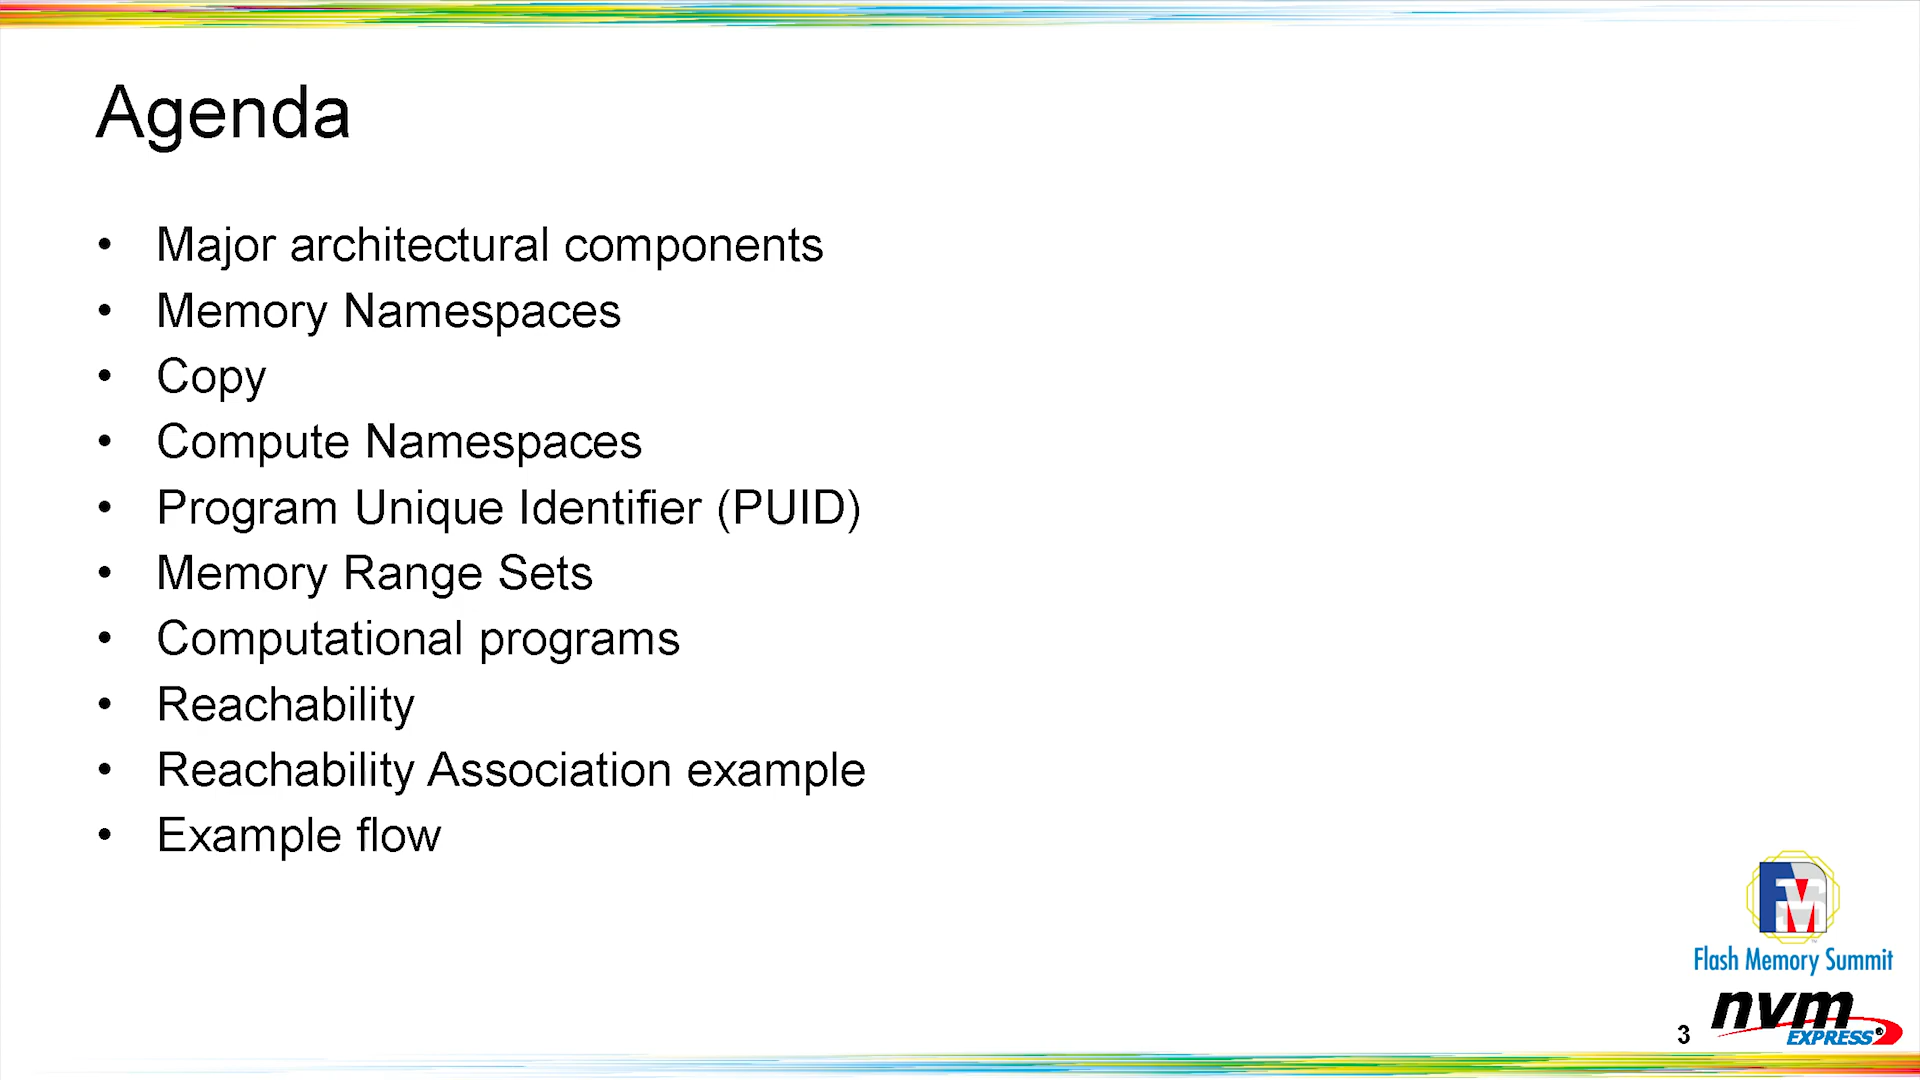 Agenda
• Major architectural components
• Memory Namespaces
• Copy
• Compute Namespaces
• Program Unique Identifier (PUID)
• Memory Range Sets
• Computational programs
• Reachability
• Reachability Association example
• Example flow
FM
Flash Memory Summit
nvm
EXPRESS®
3